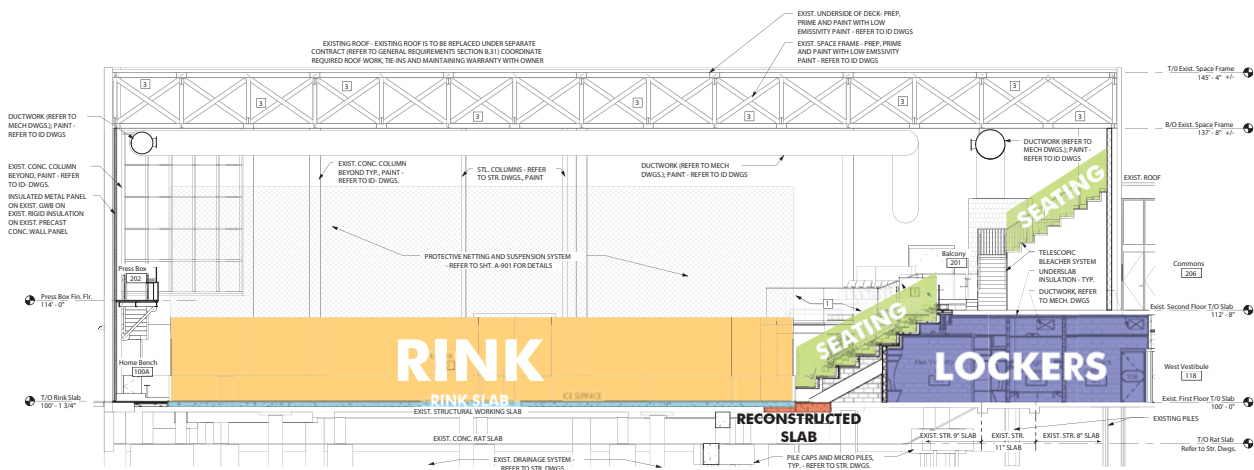 EXIST. UNDERSIDE OF DECK- PREP,
PRIME AND PAINT WITH LOW
EMISSIVITY PAINT - REFER TO ID DWGS
EXISTING ROOF - EXISTING ROOF IS TO BE REPLACED UNDER SEPARATE
CONTRACT (REFER TO GENERAL REQUIREMENTS SECTION B.31) COORDINATE
REQUIRED ROOF WORK, TIE-INS AND MAINTAINING WARRANTY WITH OWNER
EXIST. SPACE FRAME - PREP, PRIME
AND PAINT WITH LOW EMISSIVITY
PAINT - REFER TO ID DWGS
T/0 Exist. Space Frame
145' - 4" +/-
3
3
3
3
3
3
3
3
3
DUCTWORK (REFER TO
MECH DWGS.); PAINT -
REFER TO ID DWGS
B/O Exist. Space Frame
137' - 8" +/-
DUCTWORK (REFER TO
MECH DWGS.); PAINT -
REFER TO ID DWGS
EXIST. CONC. COLUMN
BEYOND, PAINT - REFER
TO ID- DWGS.
EXIST. CONC. COLUMN
BEYOND TYP., PAINT -
REFER TO ID- DWGS.
STL. COLUMNS - REFER
TO STR. DWGS., PAINT
DUCTWORK (REFER TO MECH
DWGS.); PAINT - REFER TO ID DWGS
EXIST. ROOF
INSULATED METAL PANEL
ON EXIST. GWB ON
EXIST. RIGID INSULATION
ON EXIST. PRECAST
CONC. WALL PANEL
SEATING
PROTECTIVE NETTING AND SUSPENSION SYSTEM
- REFER TO SHT. A-901 FOR DETAILS
Balcony
201
TELESCOPIC
BLEACHER SYSTEM
UNDERSLAB
INSULATION - TYP.
DUCTWORK, REFER
TO MECH. DWGS
Commons
206
Press Box
202
Press Box Fin. Flr.
114' - 0"
1
1
Exist. Second Floor T/O Slab
112' - 8"
SEATING
RINK
LOCKERS
Home Bench
100A
West Vestibule
118
ICE SURFACE
T/O Rink Slab
100' - 1 3/4"
RINK SLAB
Exist. First Floor T/0 Slab
100' - 0"
EXIST. STRUCTURAL WORKING SLAB
RECONSTRUCTED
SLAB
EXISTING PILES
EXIST. CONC. RAT SLAB
EXIST. STR. 9" SLAB
EXIST. STR.
11" SLAB
EXIST. STR. 8" SLAB
T/O Rat Slab
Refer to Str. Dwgs.
EXIST. DRAINAGE SYSTEM -
REFER TO STR. DWGS
PILE CAPS AND MICRO PILES,
TYP. - REFER TO STR. DWGS.